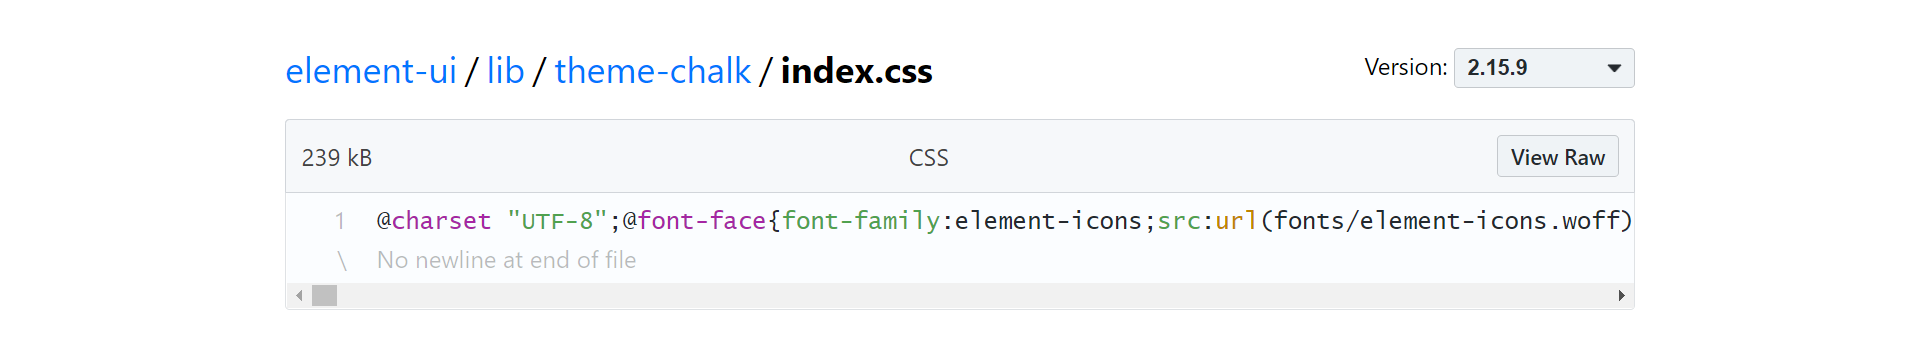 element-ui / lib / theme-chalk / index.css
Version: 2.15.9
239 kB
CSS
View Raw
1 @charset "UTF-8";@font-face{font-family:element-icons;src:url(fonts/element-icons.woff)
\ No newline at end of file